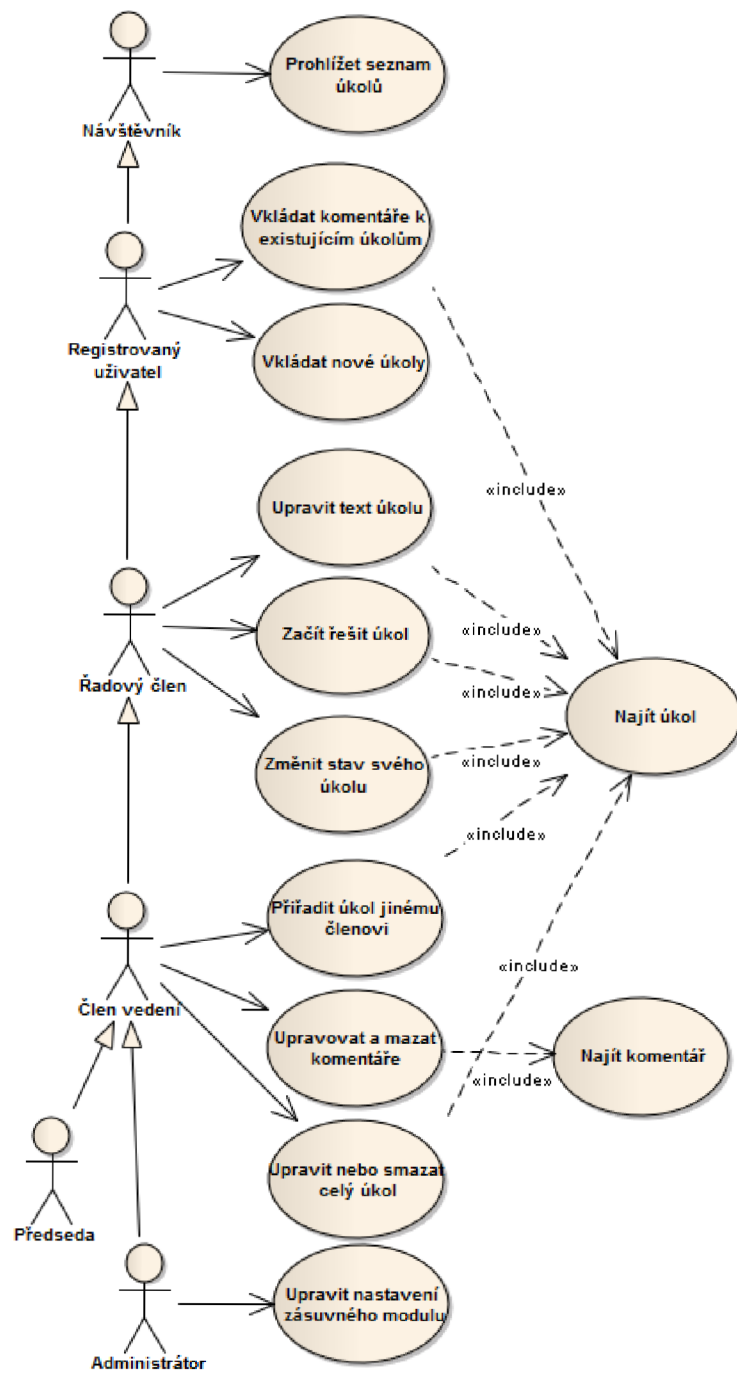 Prohlížet seznam
úkolů
Návštěvník
Vkládat komentáře k
existujícím úkolům
Registrovaný
uživatel
Vkládat nové úkoly
«include»
Upravit text úkolu
«include»
Začít řešit úkol
«include»
Řadový člen
Najít úkol
Změnit stav svého
úkolu
«include»
«include»
Přiřadit úkol jinému
členovi
«include»
Člen vedení
Upravovat a mazat
komentáře
Najít komentář
«include»
Upravit nebo smazat
celý úkol
Předseda
Upravit nastavení
zásuvného modulu
Administrátor